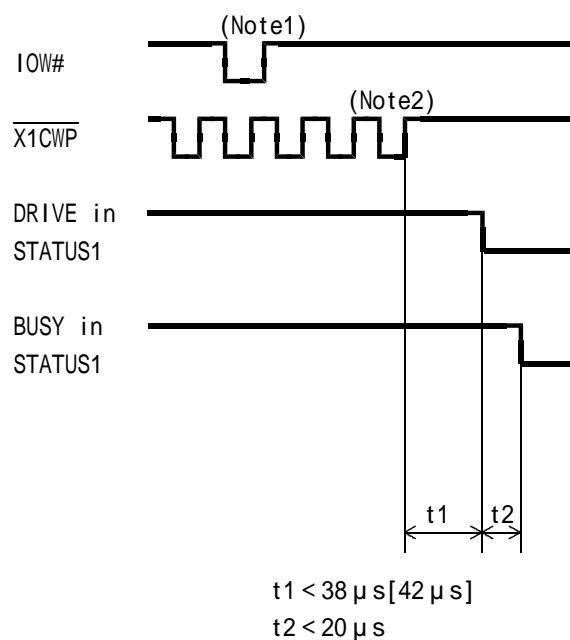 (Note1)
IOW#
(Note2)
X1CWP
DRIVE in
STATUS1
BUSY in
STATUS1
t1 t2
t1 < 38 μs[42 μs]
t2 < 20 μs